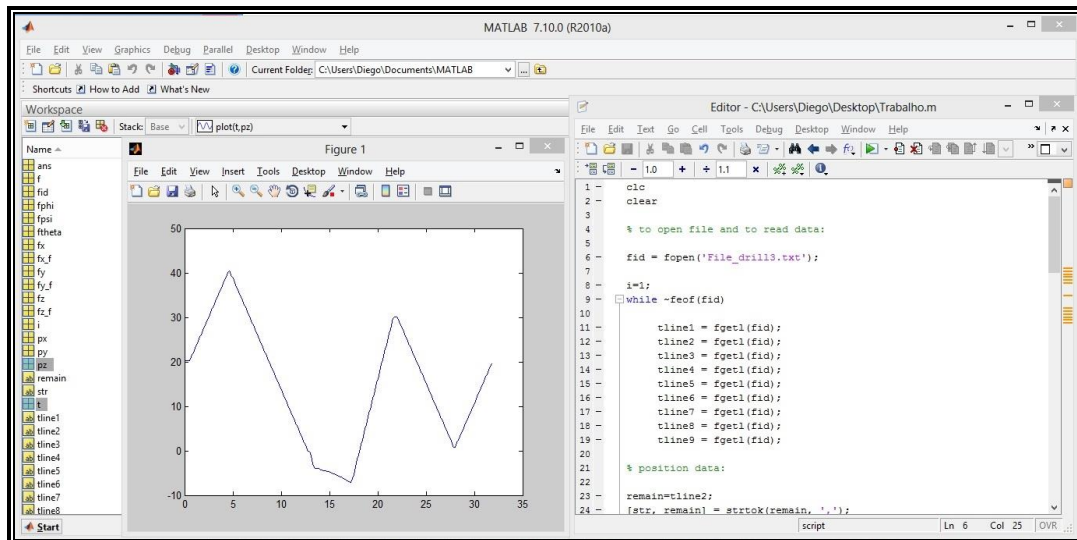 MATLAB 7.10.0 (R2010a)
File Edit View Graphics Debug Parallel Desktop Window Help
Current Folder: C:\Users\Diego\Documents\MATLAB
Shortcuts How to Add What's New
Workspace
Stack: Base plot(t,pz)
Name
ans
f
fid
fphi
fpsi
ftheta
fx
fx_f
fy
fy_f
fz
fz_f
i
px
py
pz
remain
str
t
tline1
tline2
tline3
tline4
tline5
tline6
tline7
tline8
Start
Figure 1
File Edit View Insert Tools Desktop Window Help
50
40
30
20
10
0
-10
0 5 10 15 20 25 30 35
Editor - C:\Users\Diego\Desktop\Trabalho.m
File Edit Text Go Cell Tools Debug Desktop Window Help
- 1.0 + ÷ 1.1 ×
1 - clc
2 - clear
3
4 % to open file and to read data:
5
6 - fid = fopen('File_drill3.txt');
7
8 - i=1;
9 - while ~feof(fid)
10
11 - tline1 = fgetl(fid);
12 - tline2 = fgetl(fid);
13 - tline3 = fgetl(fid);
14 - tline4 = fgetl(fid);
15 - tline5 = fgetl(fid);
16 - tline6 = fgetl(fid);
17 - tline7 = fgetl(fid);
18 - tline8 = fgetl(fid);
19 - tline9 = fgetl(fid);
20
21 % position data:
22
23 - remain=tline2;
24 - [str, remain] = strtok(remain, ',');
script Ln 6 Col 25 OVR